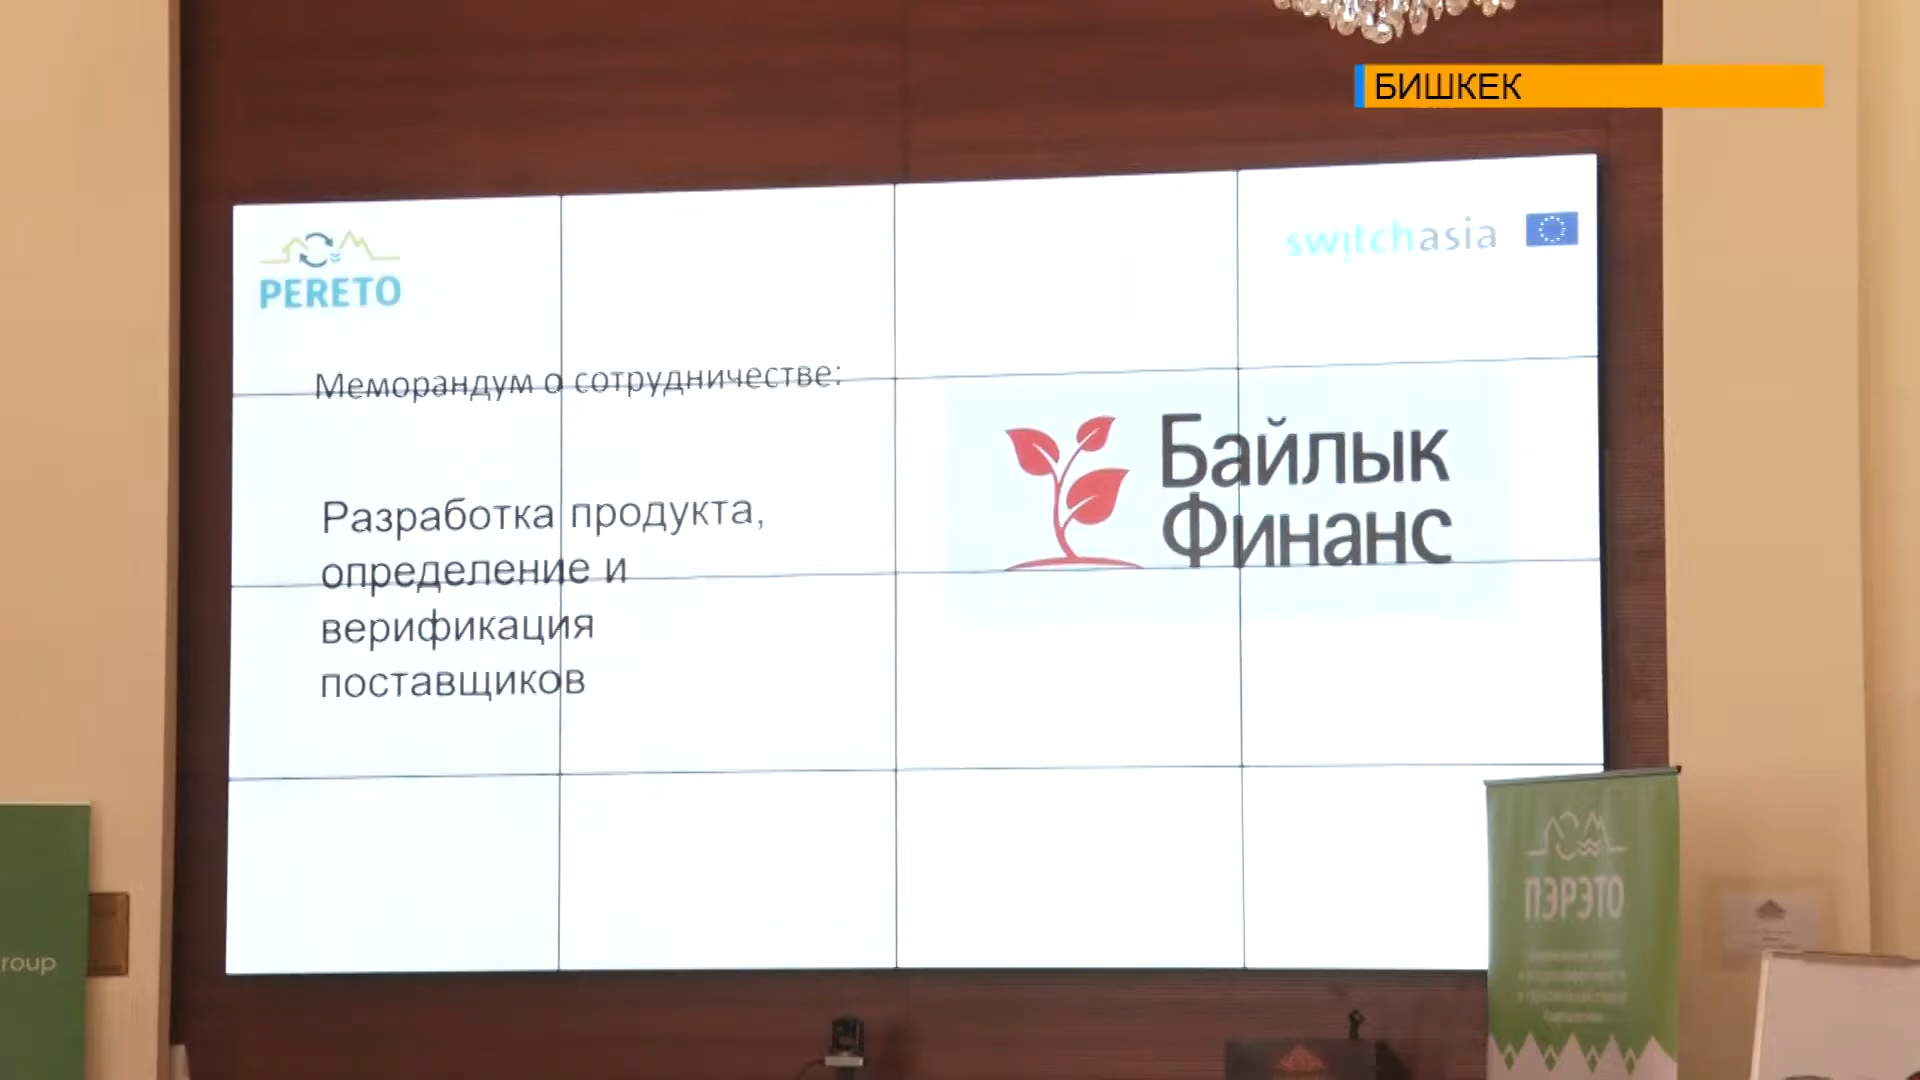 БИШКЕК
PERETO
switchasia
Меморандум о сотрудничестве:
Байлык
Финанс
Разработка продукта,
определение и
верификация
поставщиков
ПЭРЭТО
roup